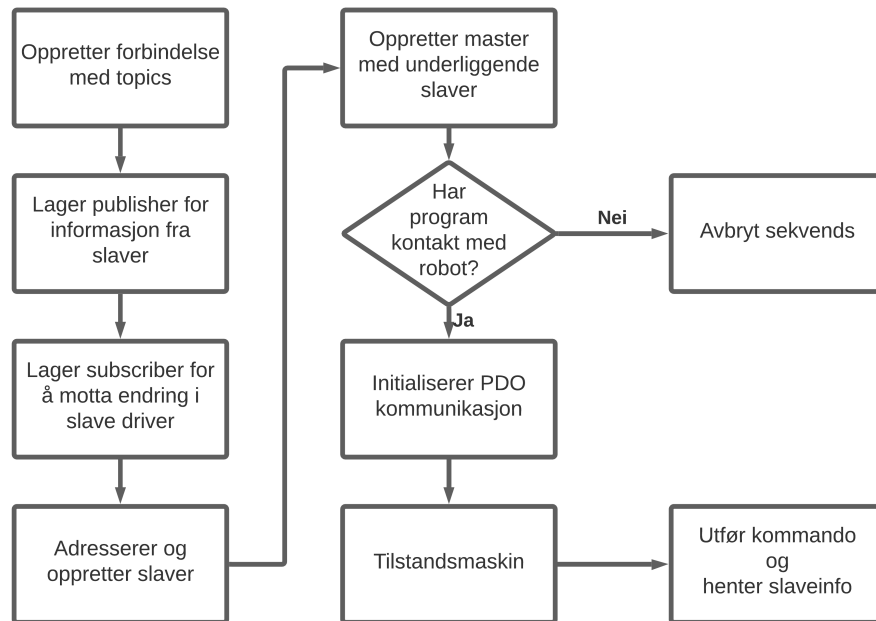 Oppretter forbindelse
med topics
Lager publisher for
informasjon fra
slaver
Lager subscriber for
å motta endring i
slave driver
Adresserer og
oppretter slaver
Oppretter master
med underliggende
slaver
Har
program
kontakt med
robot?
Nei
Avbryt sekvends
Ja
Initialiserer PDO
kommunikasjon
Tilstandsmaskin
Utfør kommando
og
henter slaveinfo